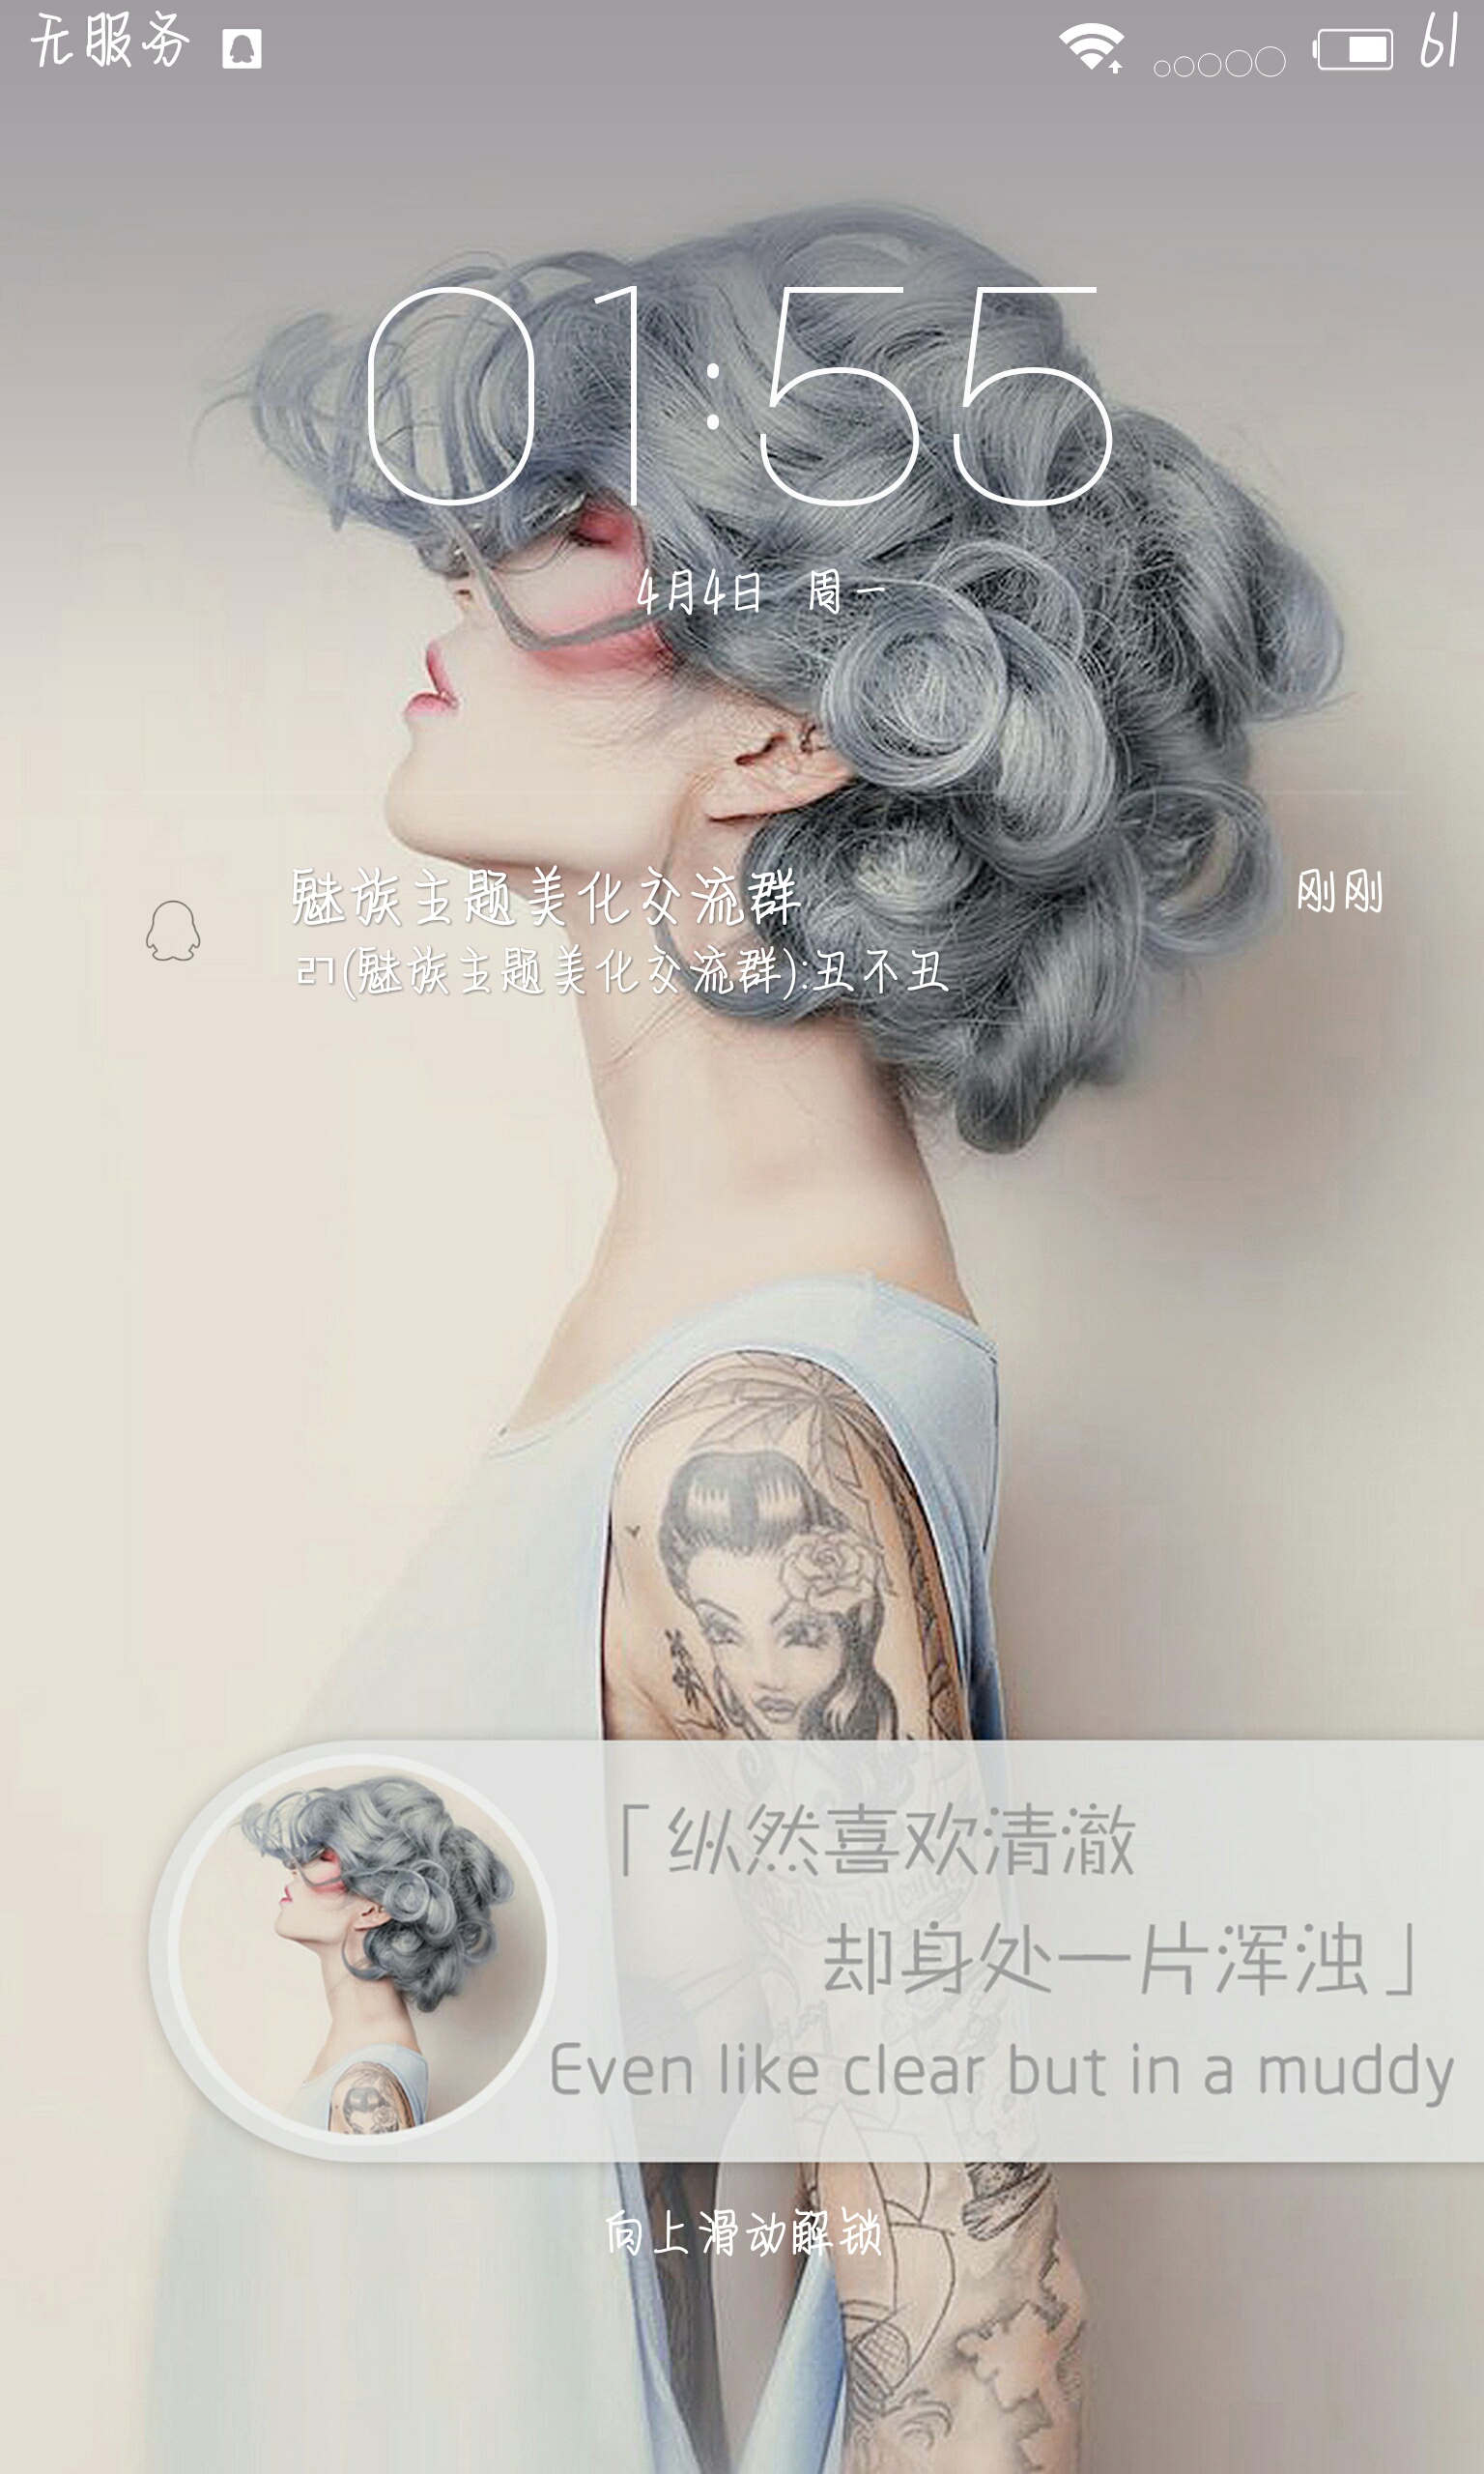 无服务
61
01:55
4月4日 周一
魅族主题美化交流群
刚刚
27(魅族主题美化交流群):丑不丑
「纵然喜欢清澈
却身处一片浑浊」
Even like clear but in a muddy
向上滑动解锁